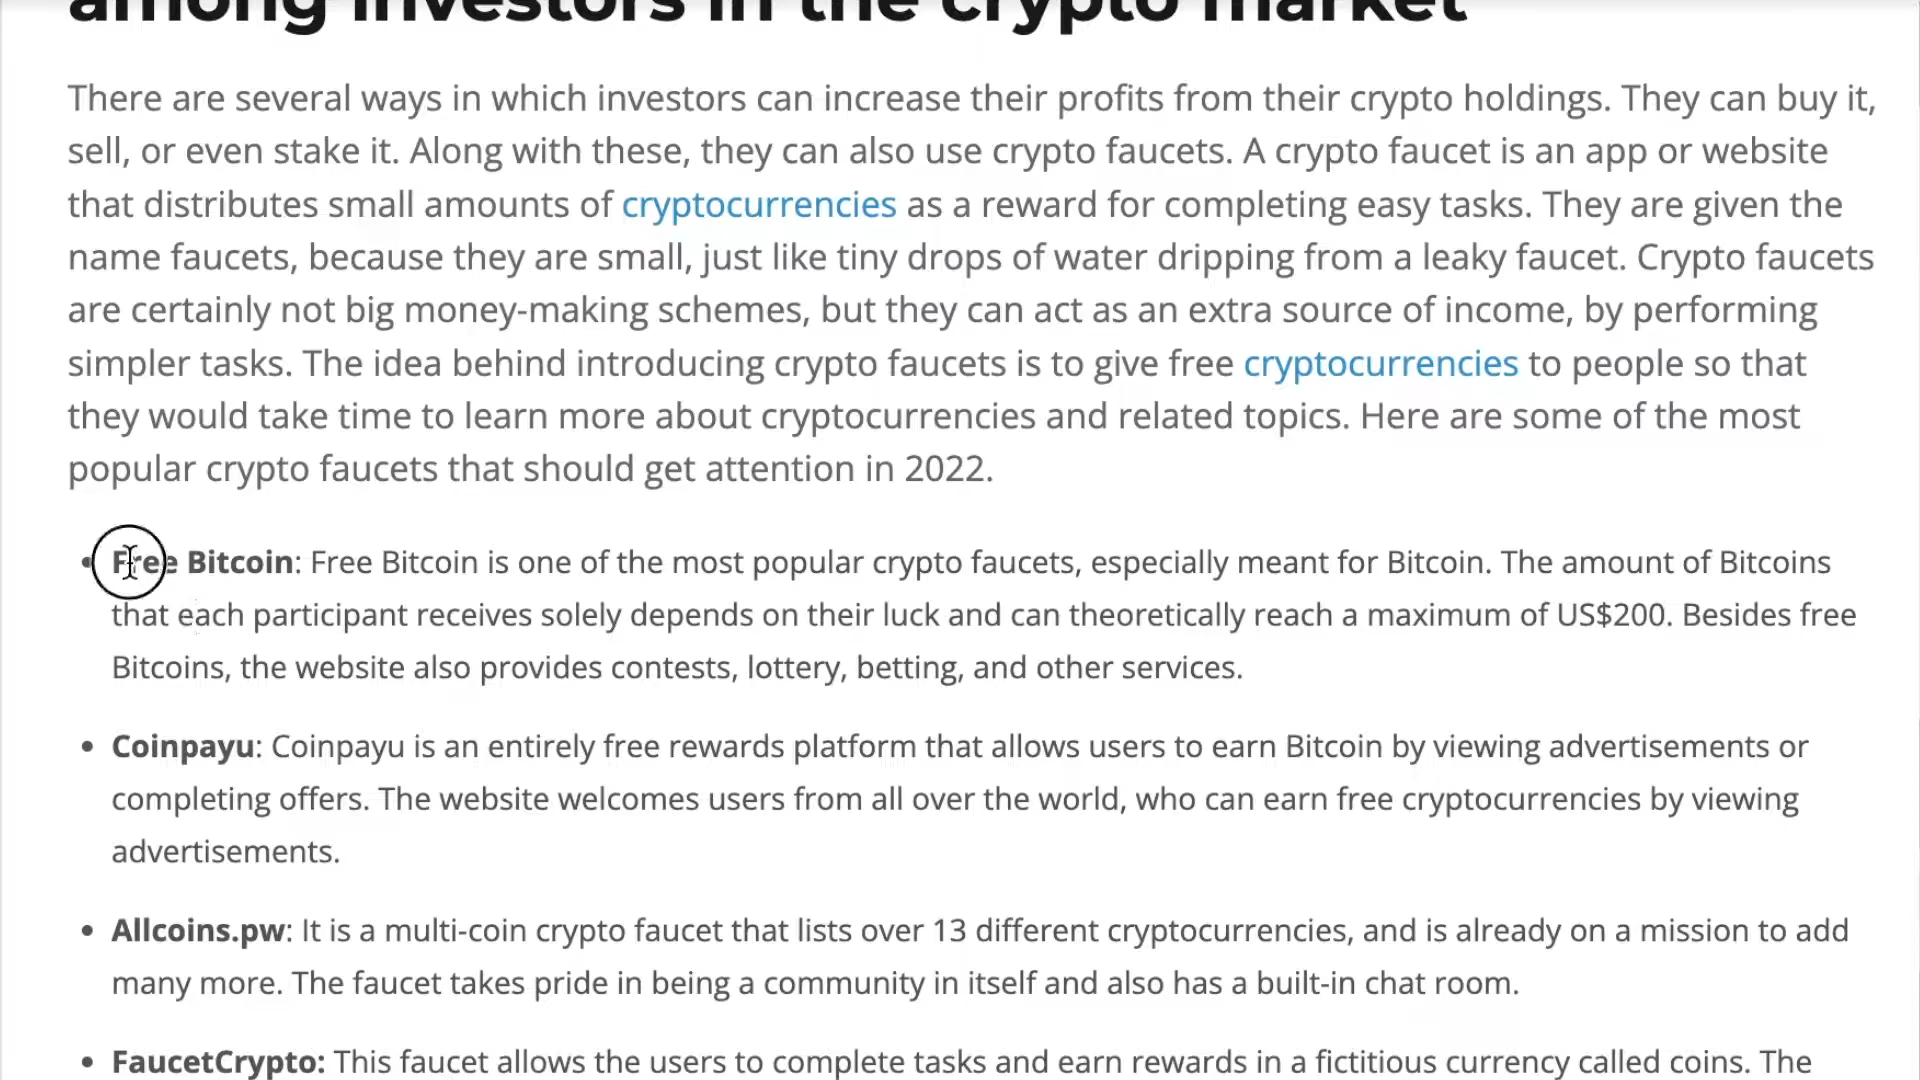 among investors in the crypto market
There are several ways in which investors can increase their profits from their crypto holdings. They can buy it,
sell, or even stake it. Along with these, they can also use crypto faucets. A crypto faucet is an app or website
that distributes small amounts of cryptocurrencies as a reward for completing easy tasks. They are given the
name faucets, because they are small, just like tiny drops of water dripping from a leaky faucet. Crypto faucets
are certainly not big money-making schemes, but they can act as an extra source of income, by performing
simpler tasks. The idea behind introducing crypto faucets is to give free cryptocurrencies to people so that
they would take time to learn more about cryptocurrencies and related topics. Here are some of the most
popular crypto faucets that should get attention in 2022.
• Free Bitcoin: Free Bitcoin is one of the most popular crypto faucets, especially meant for Bitcoin. The amount of Bitcoins
that each participant receives solely depends on their luck and can theoretically reach a maximum of US$200. Besides free
Bitcoins, the website also provides contests, lottery, betting, and other services.
• Coinpayu: Coinpayu is an entirely free rewards platform that allows users to earn Bitcoin by viewing advertisements or
completing offers. The website welcomes users from all over the world, who can earn free cryptocurrencies by viewing
advertisements.
• Allcoins.pw: It is a multi-coin crypto faucet that lists over 13 different cryptocurrencies, and is already on a mission to add
many more. The faucet takes pride in being a community in itself and also has a built-in chat room.
• FaucetCrypto: This faucet allows the users to complete tasks and earn rewards in a fictitious currency called coins. The